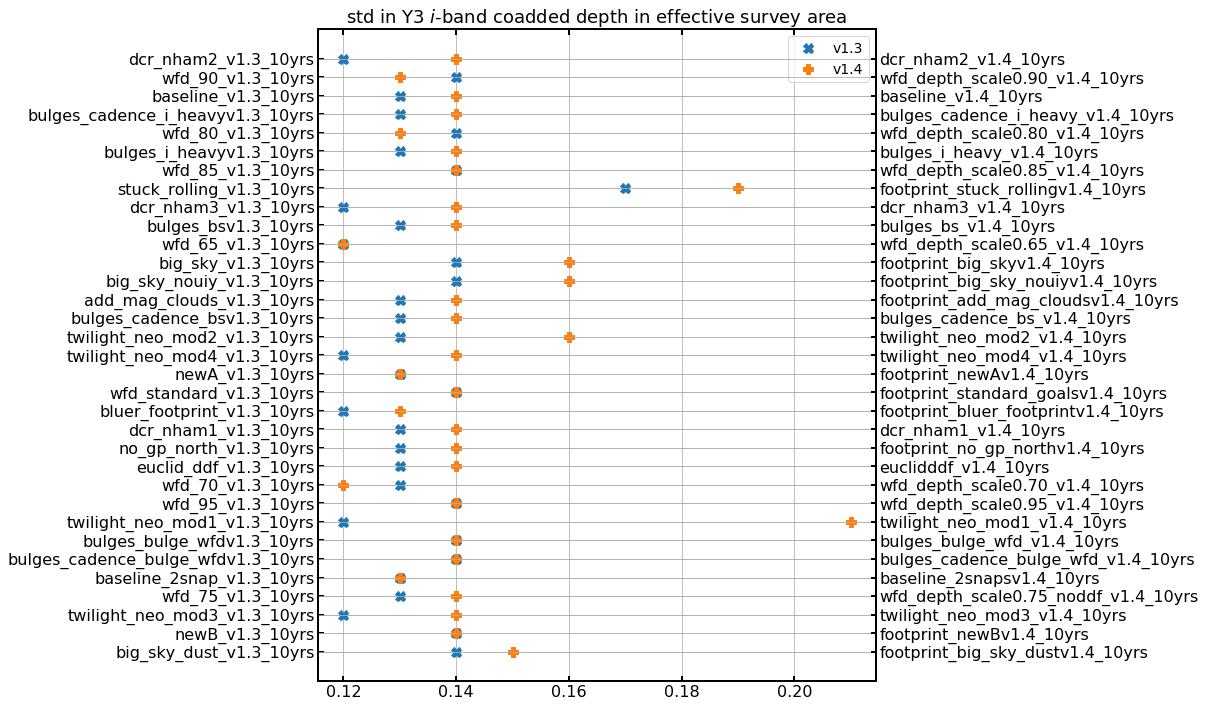 std in Y3 i-band coadded depth in effective survey area
v1.3
v1.4
dcr_nham2_v1.3_10yrs dcr_nham2_v1.4_10yrs
wfd_90_v1.3_10yrs wfd_depth_scale0.90_v1.4_10yrs
baseline_v1.3_10yrs baseline_v1.4_10yrs
bulges_cadence_i_heavyv1.3_10yrs bulges_cadence_i_heavy_v1.4_10yrs
wfd_80_v1.3_10yrs wfd_depth_scale0.80_v1.4_10yrs
bulges_i_heavyv1.3_10yrs bulges_i_heavy_v1.4_10yrs
wfd_85_v1.3_10yrs wfd_depth_scale0.85_v1.4_10yrs
stuck_rolling_v1.3_10yrs footprint_stuck_rollingv1.4_10yrs
dcr_nham3_v1.3_10yrs dcr_nham3_v1.4_10yrs
bulges_bsv1.3_10yrs bulges_bs_v1.4_10yrs
wfd_65_v1.3_10yrs wfd_depth_scale0.65_v1.4_10yrs
big_sky_v1.3_10yrs footprint_big_skyv1.4_10yrs
big_sky_nouiy_v1.3_10yrs footprint_big_sky_nouiyv1.4_10yrs
add_mag_clouds_v1.3_10yrs footprint_add_mag_cloudsv1.4_10yrs
bulges_cadence_bsv1.3_10yrs bulges_cadence_bs_v1.4_10yrs
twilight_neo_mod2_v1.3_10yrs twilight_neo_mod2_v1.4_10yrs
twilight_neo_mod4_v1.3_10yrs twilight_neo_mod4_v1.4_10yrs
newA_v1.3_10yrs footprint_newAv1.4_10yrs
wfd_standard_v1.3_10yrs footprint_standard_goalsv1.4_10yrs
bluer_footprint_v1.3_10yrs footprint_bluer_footprintv1.4_10yrs
dcr_nham1_v1.3_10yrs dcr_nham1_v1.4_10yrs
no_gp_north_v1.3_10yrs footprint_no_gp_northv1.4_10yrs
euclid_ddf_v1.3_10yrs euclidddf_v1.4_10yrs
wfd_70_v1.3_10yrs wfd_depth_scale0.70_v1.4_10yrs
wfd_95_v1.3_10yrs wfd_depth_scale0.95_v1.4_10yrs
twilight_neo_mod1_v1.3_10yrs twilight_neo_mod1_v1.4_10yrs
bulges_bulge_wfdv1.3_10yrs bulges_bulge_wfd_v1.4_10yrs
bulges_cadence_bulge_wfdv1.3_10yrs bulges_cadence_bulge_wfd_v1.4_10yrs
baseline_2snap_v1.3_10yrs baseline_2snapsv1.4_10yrs
wfd_75_v1.3_10yrs wfd_depth_scale0.75_noddf_v1.4_10yrs
twilight_neo_mod3_v1.3_10yrs twilight_neo_mod3_v1.4_10yrs
newB_v1.3_10yrs footprint_newBv1.4_10yrs
big_sky_dust_v1.3_10yrs footprint_big_sky_dustv1.4_10yrs
0.12 0.14 0.16 0.18 0.20